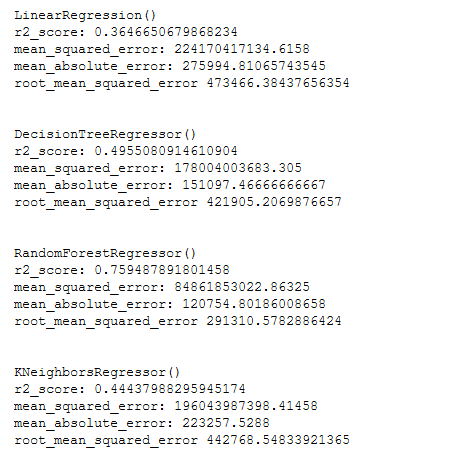 LinearRegression()
r2_score: 0.3646650679868234
mean_squared_error: 224170417134.6158
mean_absolute_error: 275994.81065743545
root_mean_squared_error 473466.38437656354
DecisionTreeRegressor()
r2_score: 0.4955080914610904
mean_squared_error: 178004003683.305
mean_absolute_error: 151097.46666666667
root_mean_squared_error 421905.2069876657
RandomForestRegressor()
r2_score: 0.759487891801458
mean_squared_error: 84861853022.86325
mean_absolute_error: 120754.80186008658
root_mean_squared_error 291310.5782886424
KNeighborsRegressor()
r2_score: 0.44437988295945174
mean_squared_error: 196043987398.41458
mean_absolute_error: 223257.5288
root_mean_squared_error 442768.54833921365